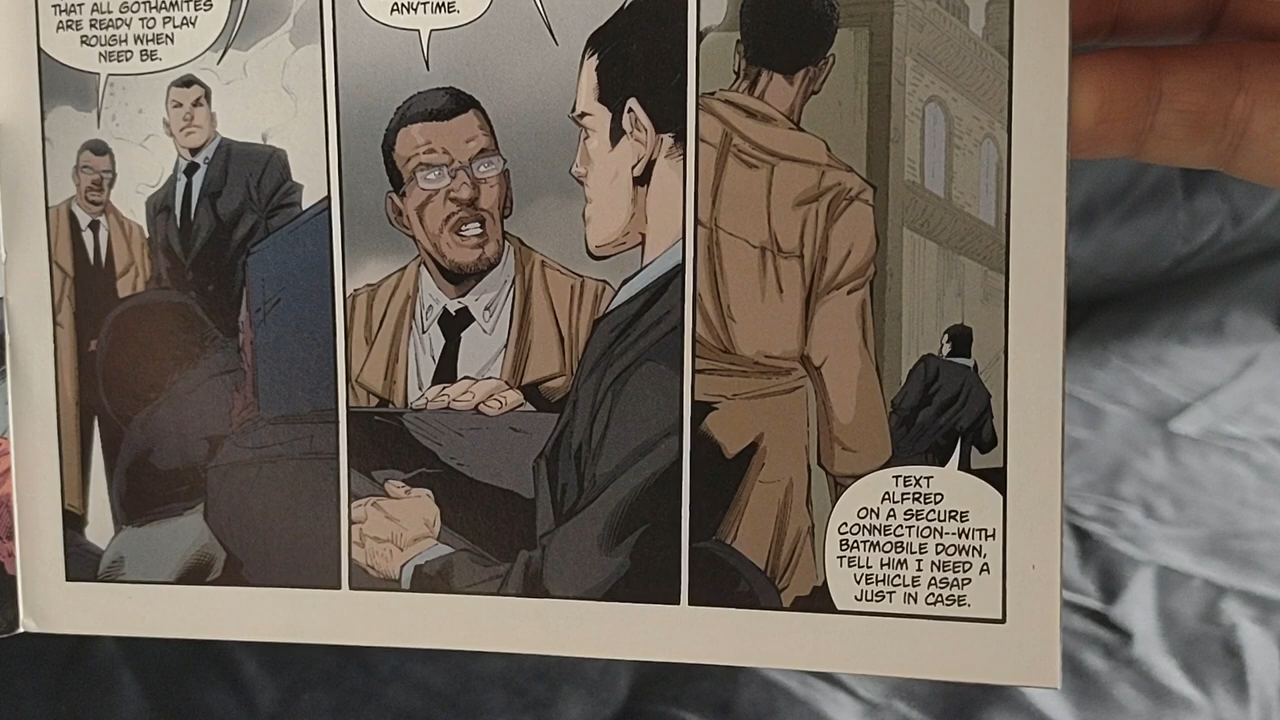 THAT ALL GOTHAMITES
ARE READY TO PLAY
ROUGH WHEN
NEED BE.
ANYTIME.
TEXT
ALFRED
ON A SECURE
CONNECTION--WITH
BATMOBILE DOWN,
TELL HIM I NEED A
VEHICLE ASAP
JUST IN CASE.